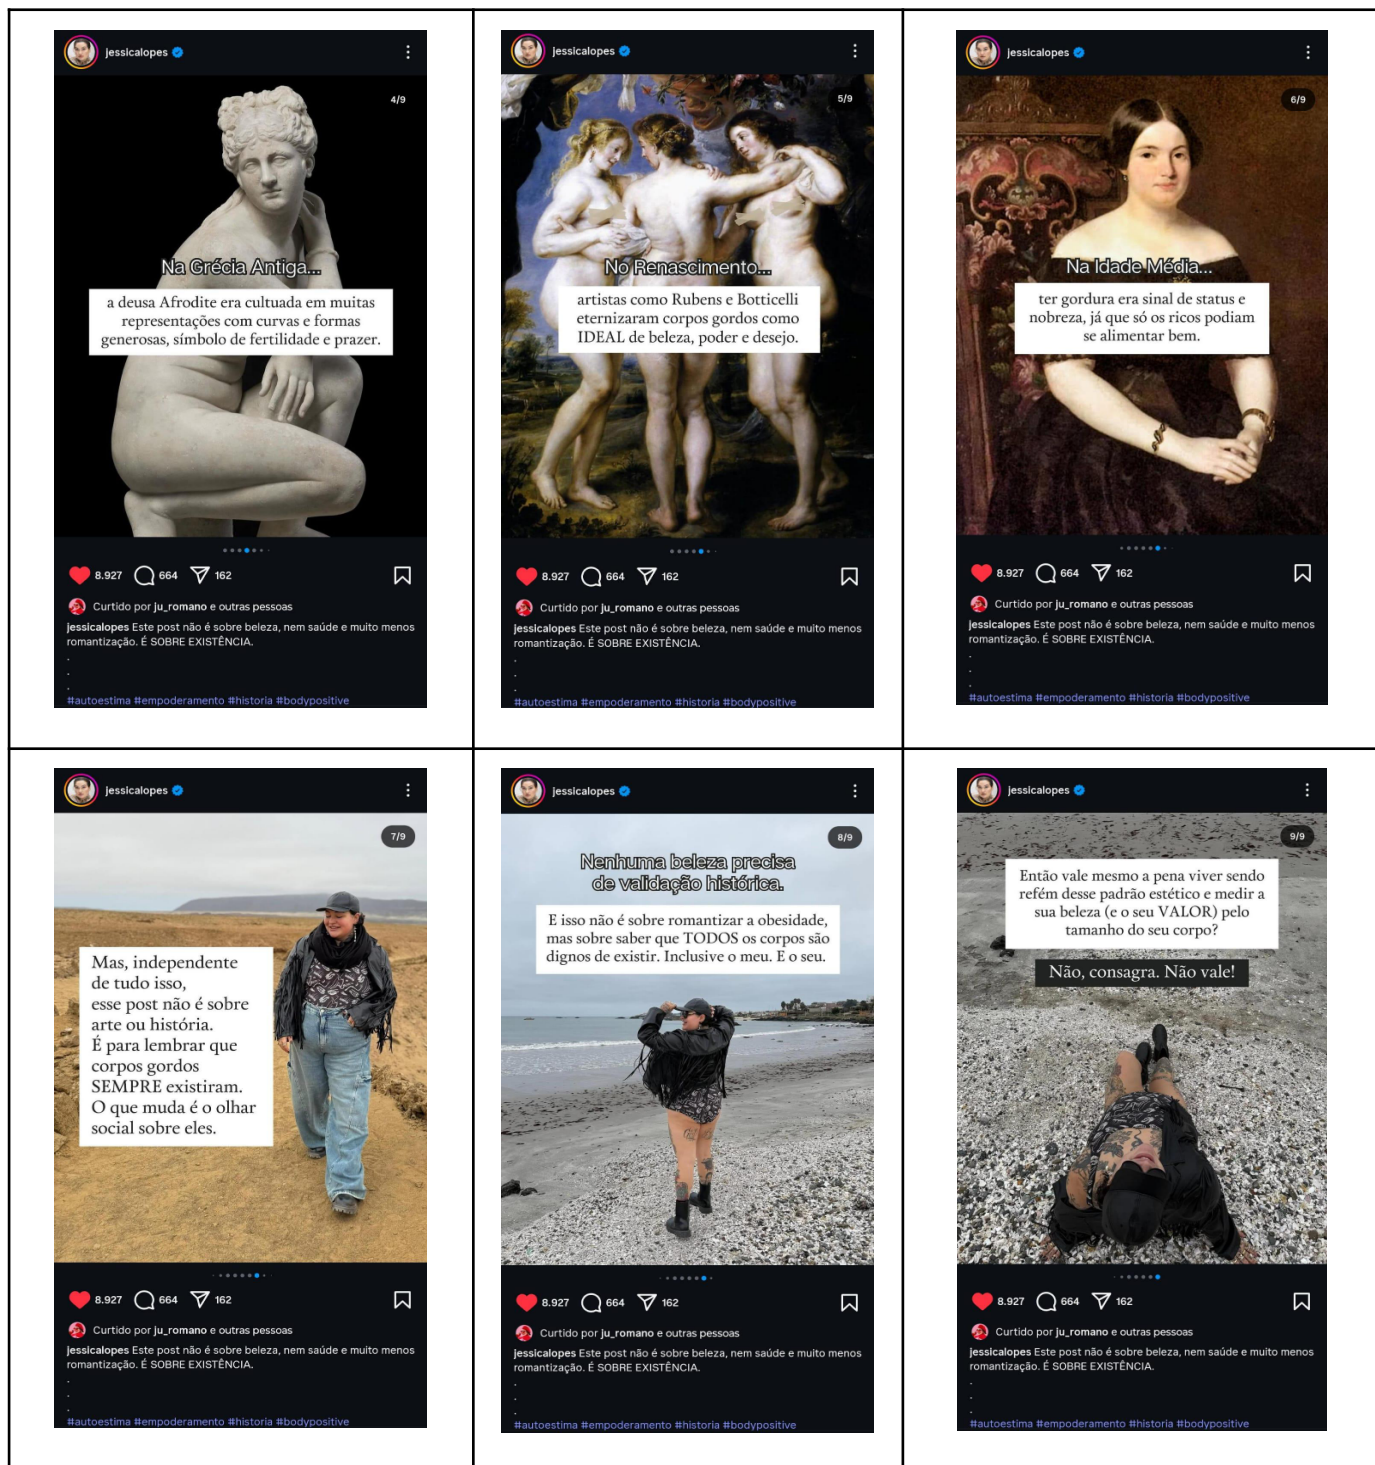 jessicalopes
4/9
Na Grécia Antiga...
a deusa Afrodite era cultuada em muitas
representações com curvas e formas
generosas, símbolo de fertilidade e prazer.
8.927 664 162
Curtido por ju_romano e outras pessoas
jessicalopes Este post não é sobre beleza, nem saúde e muito menos
romantização. É SOBRE EXISTÊNCIA.
.
.
.
#autoestima #empoderamento #historia #bodypositive
jessicalopes
5/9
No Renascimento...
artistas como Rubens e Botticelli
eternizaram corpos gordos como
IDEAL de beleza, poder e desejo.
8.927 664 162
Curtido por ju_romano e outras pessoas
jessicalopes Este post não é sobre beleza, nem saúde e muito menos
romantização. É SOBRE EXISTÊNCIA.
.
.
.
#autoestima #empoderamento #historia #bodypositive
jessicalopes
6/9
Na Idade Média...
ter gordura era sinal de status e
nobreza, já que só os ricos podiam
se alimentar bem.
8.927 664 162
Curtido por ju_romano e outras pessoas
jessicalopes Este post não é sobre beleza, nem saúde e muito menos
romantização. É SOBRE EXISTÊNCIA.
.
.
.
#autoestima #empoderamento #historia #bodypositive
jessicalopes
7/9
Mas, independente
de tudo isso,
esse post não é sobre
arte ou história.
É para lembrar que
corpos gordos
SEMPRE existiram.
O que muda é o olhar
social sobre eles.
8.927 664 162
Curtido por ju_romano e outras pessoas
jessicalopes Este post não é sobre beleza, nem saúde e muito menos
romantização. É SOBRE EXISTÊNCIA.
.
.
.
#autoestima #empoderamento #historia #bodypositive
jessicalopes
8/9
Nenhuma beleza precisa
de validação histórica.
E isso não é sobre romantizar a obesidade,
mas sobre saber que TODOS os corpos são
dignos de existir. Inclusive o meu. E o seu.
8.927 664 162
Curtido por ju_romano e outras pessoas
jessicalopes Este post não é sobre beleza, nem saúde e muito menos
romantização. É SOBRE EXISTÊNCIA.
.
.
.
#autoestima #empoderamento #historia #bodypositive
jessicalopes
9/9
Então vale mesmo a pena viver sendo
refém desse padrão estético e medir a
sua beleza (e o seu VALOR) pelo
tamanho do seu corpo?
Não, consagra. Não vale!
8.927 664 162
Curtido por ju_romano e outras pessoas
jessicalopes Este post não é sobre beleza, nem saúde e muito menos
romantização. É SOBRE EXISTÊNCIA.
.
.
.
#autoestima #empoderamento #historia #bodypositive